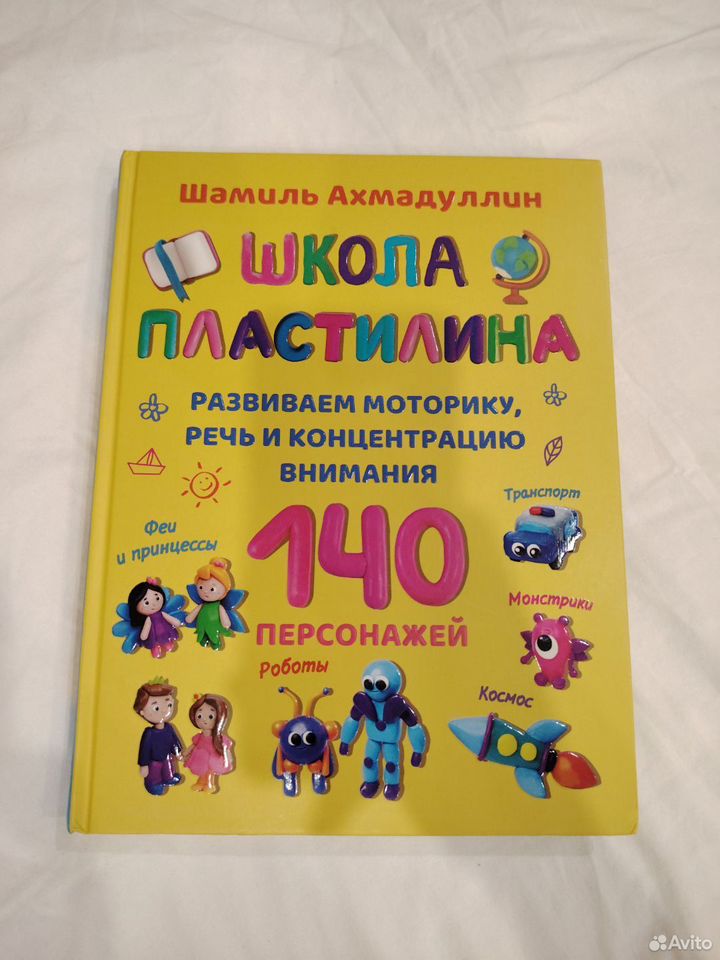 Шамиль Ахмадуллин
ШКОЛА
ПЛАСТИЛИНА
РАЗВИВАЕМ МОТОРИКУ,
РЕЧЬ И КОНЦЕНТРАЦИЮ
ВНИМАНИЯ
Транспорт
Феи
и принцессы
140
ПЕРСОНАЖЕЙ
Монстрики
Роботы
Космос
Avito